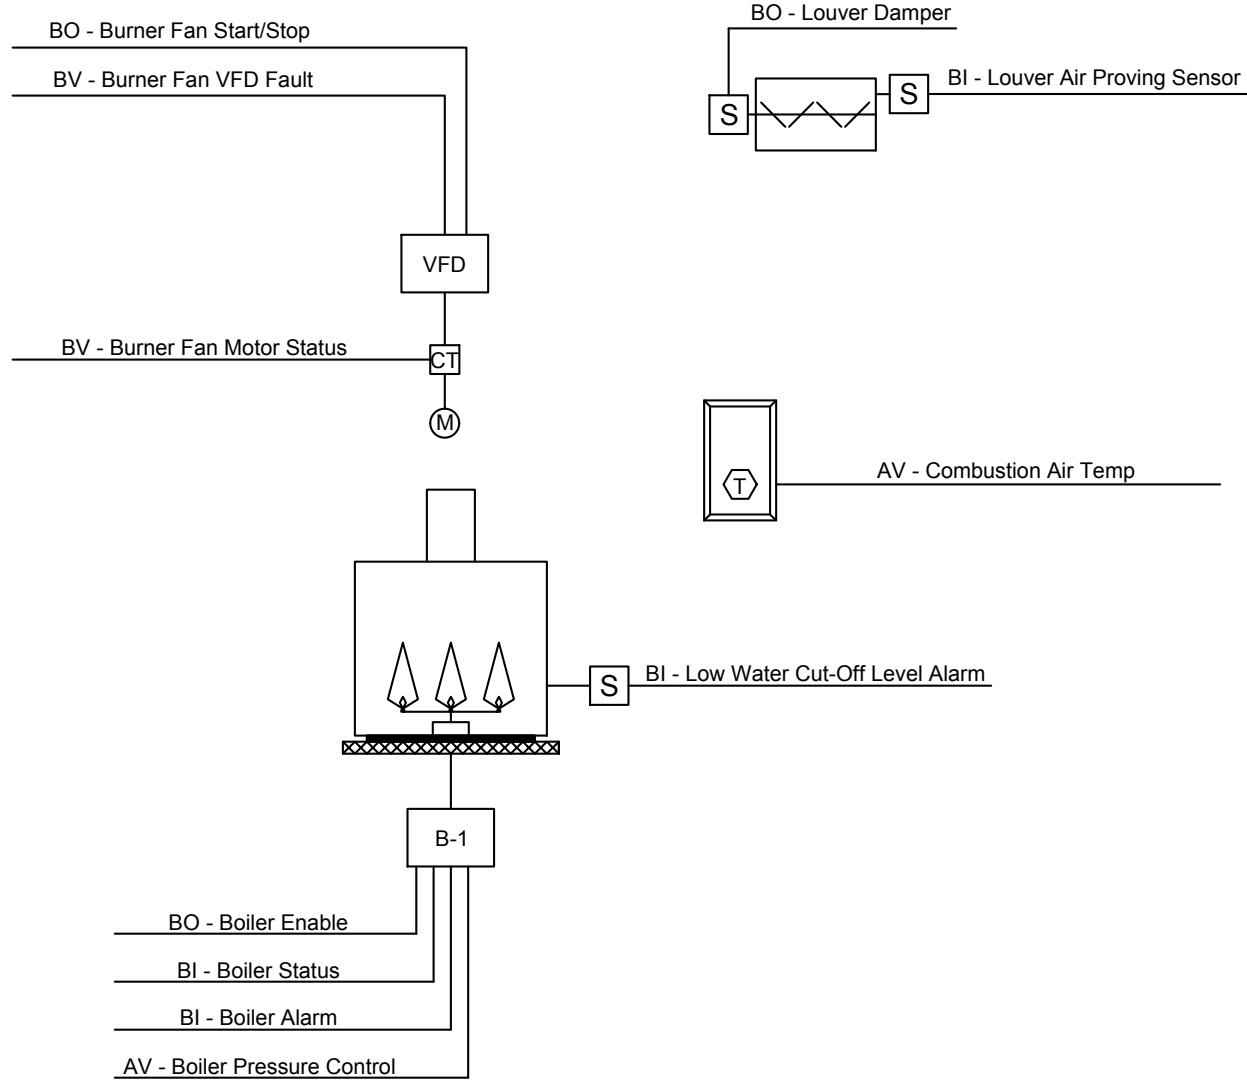 BO - Louver Damper
BO - Burner Fan Start/Stop
BV - Burner Fan VFD Fault
BI - Louver Air Proving Sensor
S
S
VFD
BV - Burner Fan Motor Status
CT
M
AV - Combustion Air Temp
T
BI - Low Water Cut-Off Level Alarm
S
B-1
BO - Boiler Enable
BI - Boiler Status
BI - Boiler Alarm
AV - Boiler Pressure Control